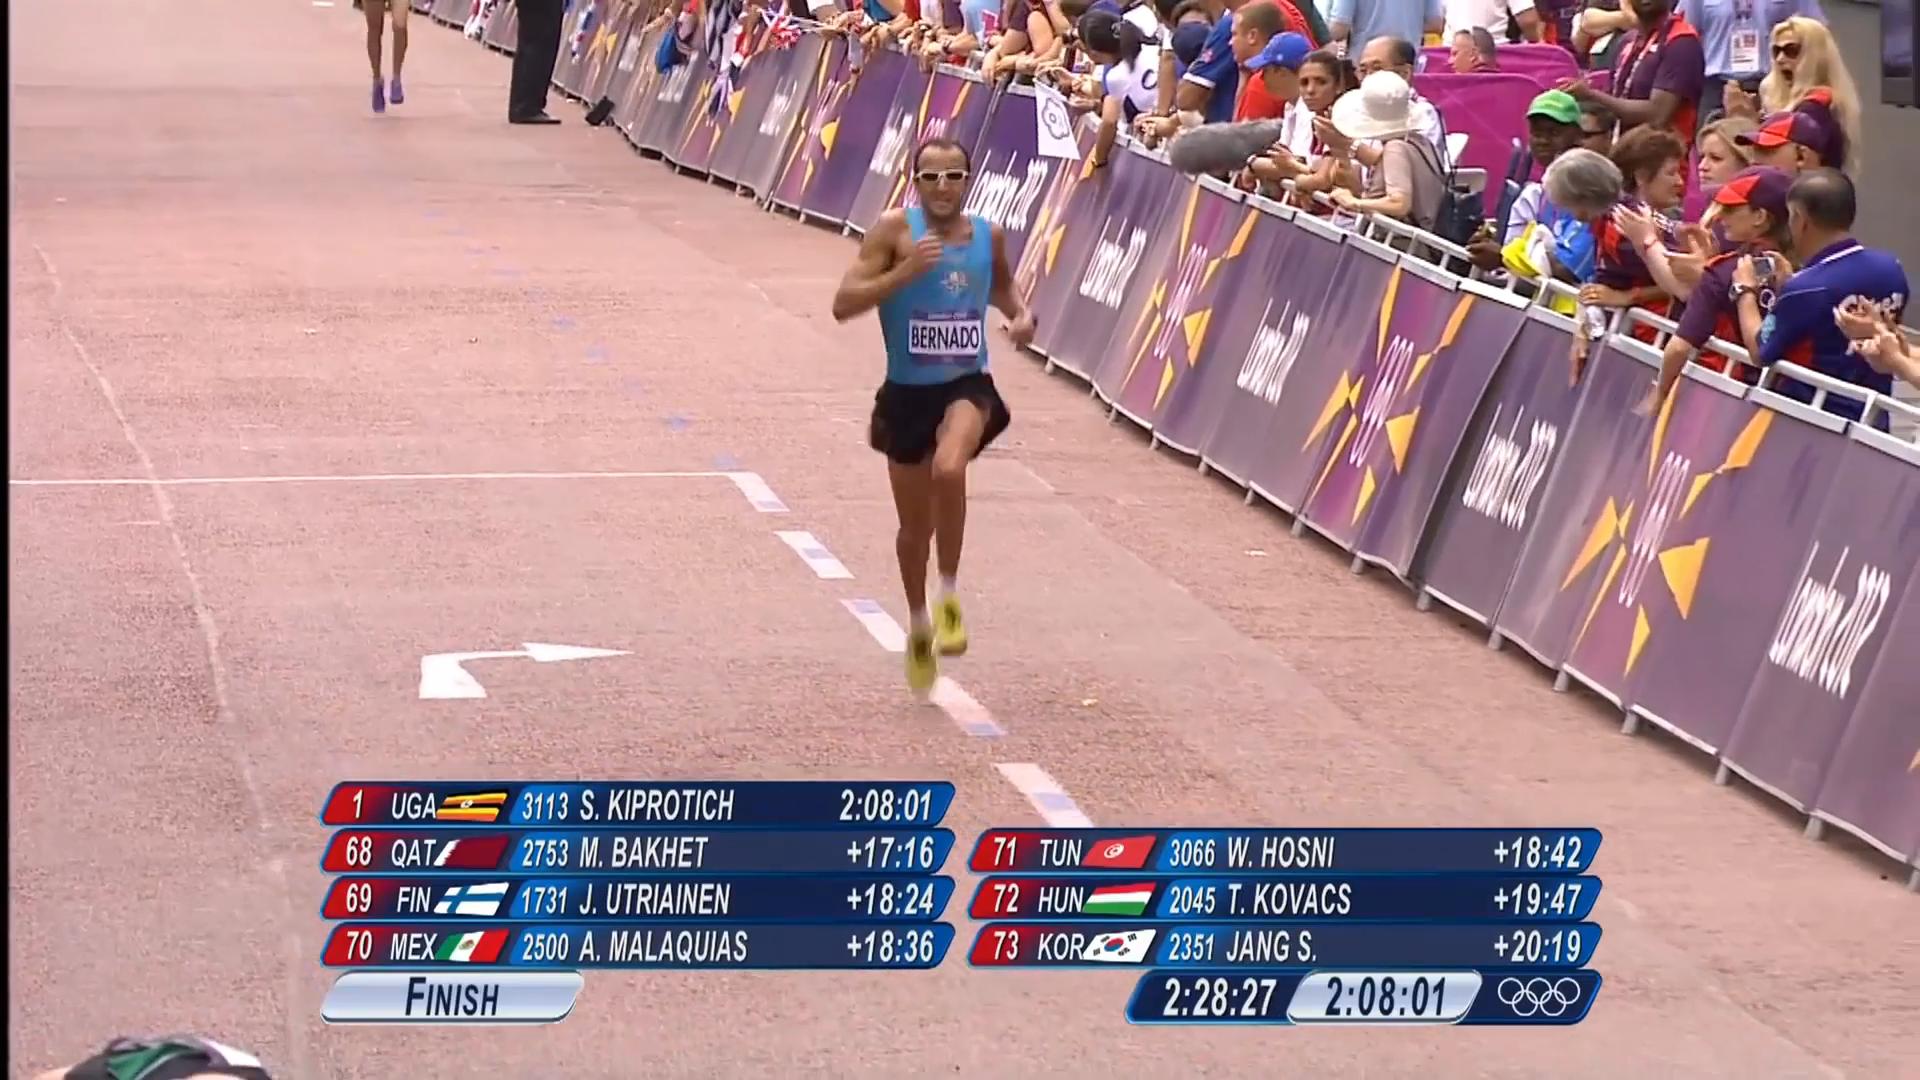 London 2012
London 2012
London 2012
London 2012
London 2012
London 2012
BERNADO
1 UGA 3113 S. KIPROTICH 2:08:01
68 QAT 2753 M. BAKHET +17:16
69 FIN 1731 J. UTRIAINEN +18:24
70 MEX 2500 A. MALAQUIAS +18:36
71 TUN 3066 W. HOSNI +18:42
72 HUN 2045 T. KOVACS +19:47
73 KOR 2351 JANG S. +20:19
FINISH
2:28:27 2:08:01